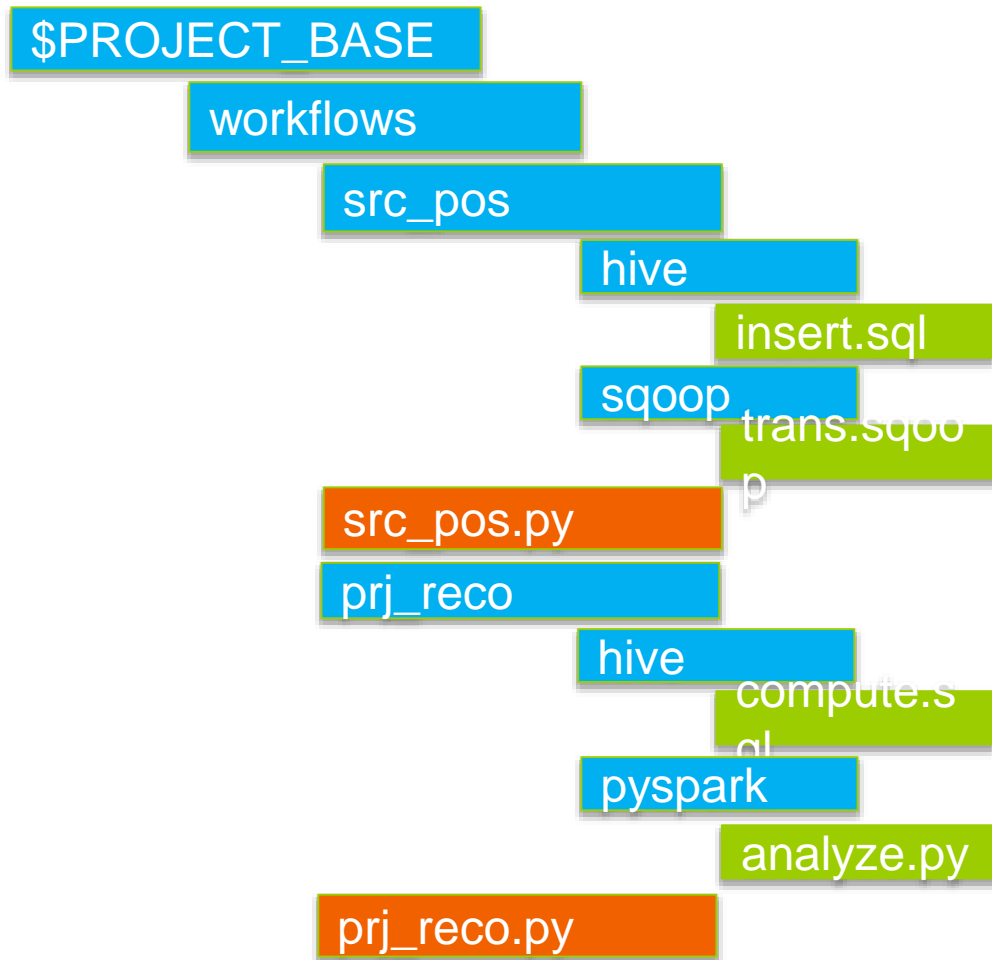 $PROJECT_BASE
workflows
src_pos
hive
insert.sql
sqoop
trans.sqoo
p
src_pos.py
prj_reco
hive
compute.s
ql
pyspark
analyze.py
prj_reco.py